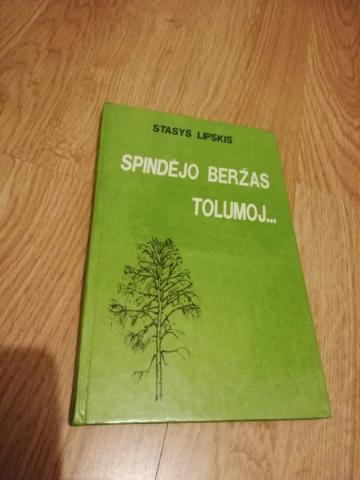 STASYS LIPSKIS
SPINDĖJO BERŽAS
TOLUMOJ...